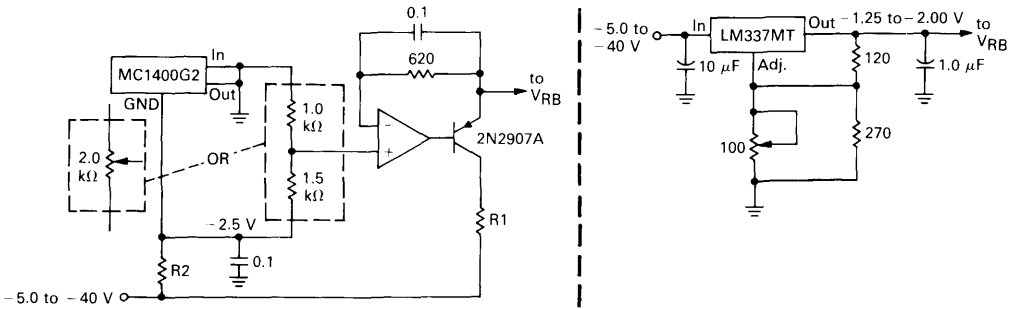 0.1
620
In
MC1400G2
Out
GND
to
VRB
1.0
kΩ
2N2907A
2.0
kΩ
OR
1.5
kΩ
R1
−2.5 V
0.1
R2
−5.0 to −40 V
−5.0 to
−40 V
In
LM337MT
Out
−1.25 to −2.00 V
to
VRB
10 μF
Adj.
120
1.0 μF
100
270
−
+